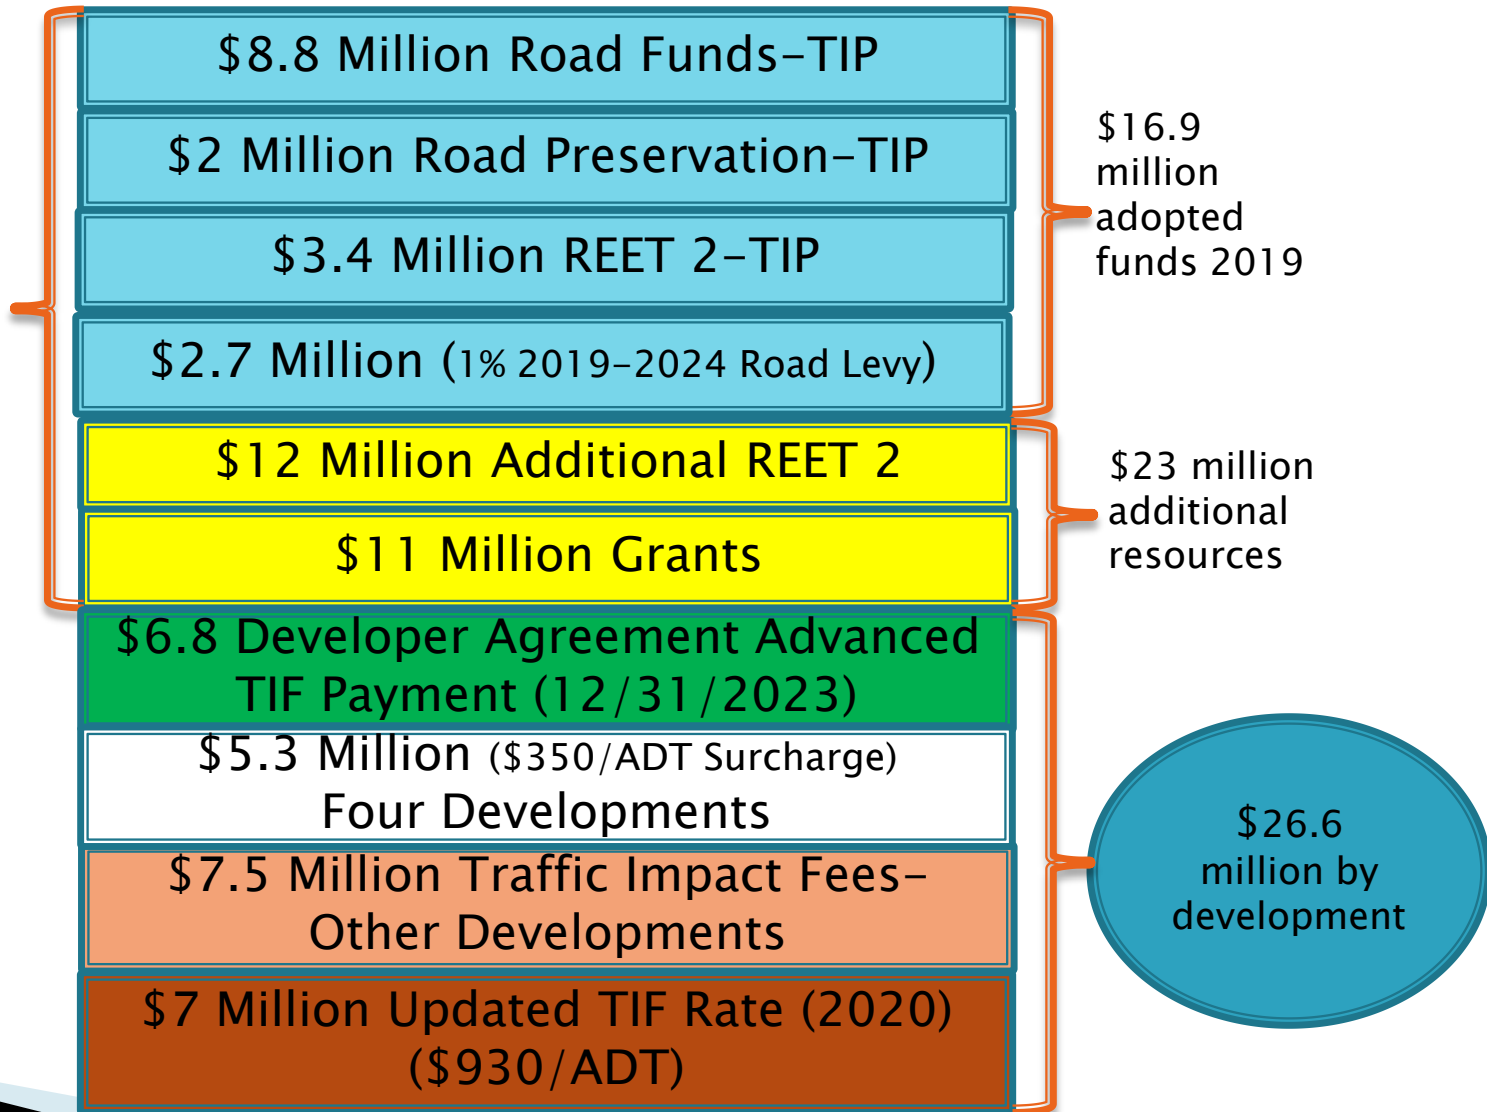 $8.8 Million Road Funds-TIP
$2 Million Road Preservation-TIP
$3.4 Million REET 2-TIP
$2.7 Million (1% 2019-2024 Road Levy)
$16.9
million
adopted
funds 2019
$12 Million Additional REET 2
$11 Million Grants
$23 million
additional
resources
$6.8 Developer Agreement Advanced
TIF Payment (12/31/2023)
$5.3 Million ($350/ADT Surcharge)
Four Developments
$7.5 Million Traffic Impact Fees-
Other Developments
$7 Million Updated TIF Rate (2020)
($930/ADT)
$26.6
million by
development